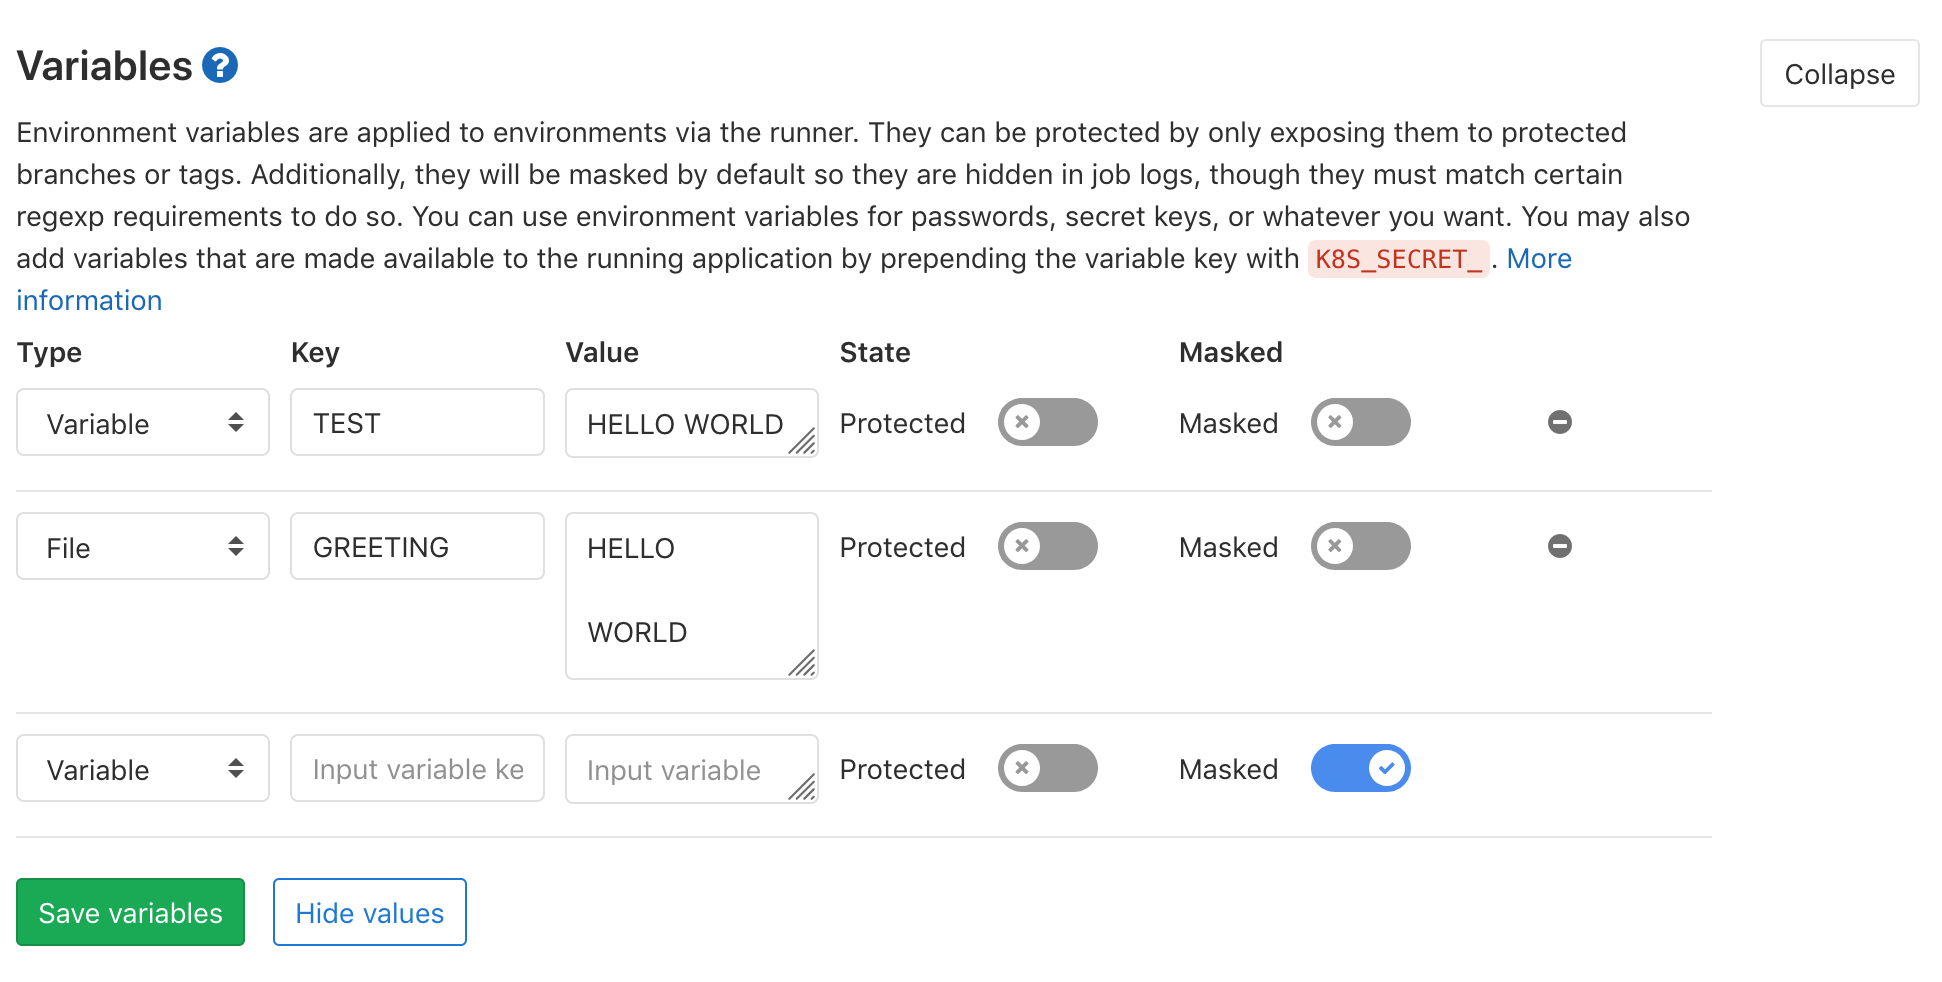 Variables ?
Collapse
Environment variables are applied to environments via the runner. They can be protected by only exposing them to protected
branches or tags. Additionally, they will be masked by default so they are hidden in job logs, though they must match certain
regexp requirements to do so. You can use environment variables for passwords, secret keys, or whatever you want. You may also
add variables that are made available to the running application by prepending the variable key with K8S_SECRET_. More
information
Type Key Value State Masked
Variable TEST HELLO WORLD Protected Masked
File GREETING HELLO Protected Masked
WORLD
Variable Input variable ke Input variable Protected Masked
Save variables Hide values